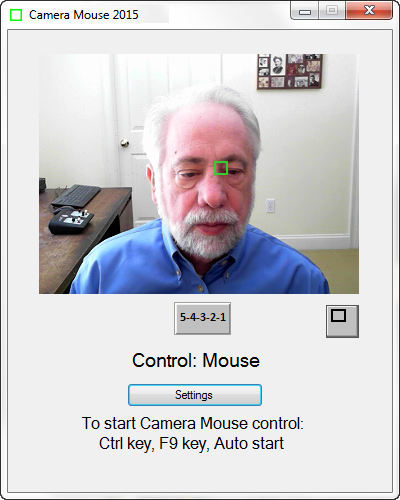 Camera Mouse 2015
5-4-3-2-1
Control: Mouse
Settings
To start Camera Mouse control:
Ctrl key, F9 key, Auto start